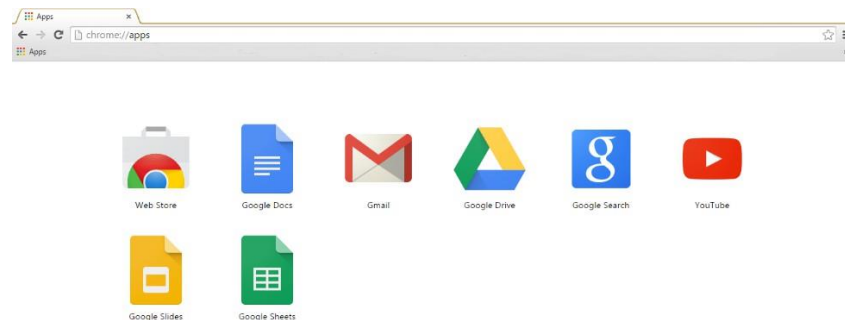 Apps
chrome://apps
Apps
Web Store
Google Docs
Gmail
Google Drive
g
Google Search
YouTube
Google Slides
Google Sheets